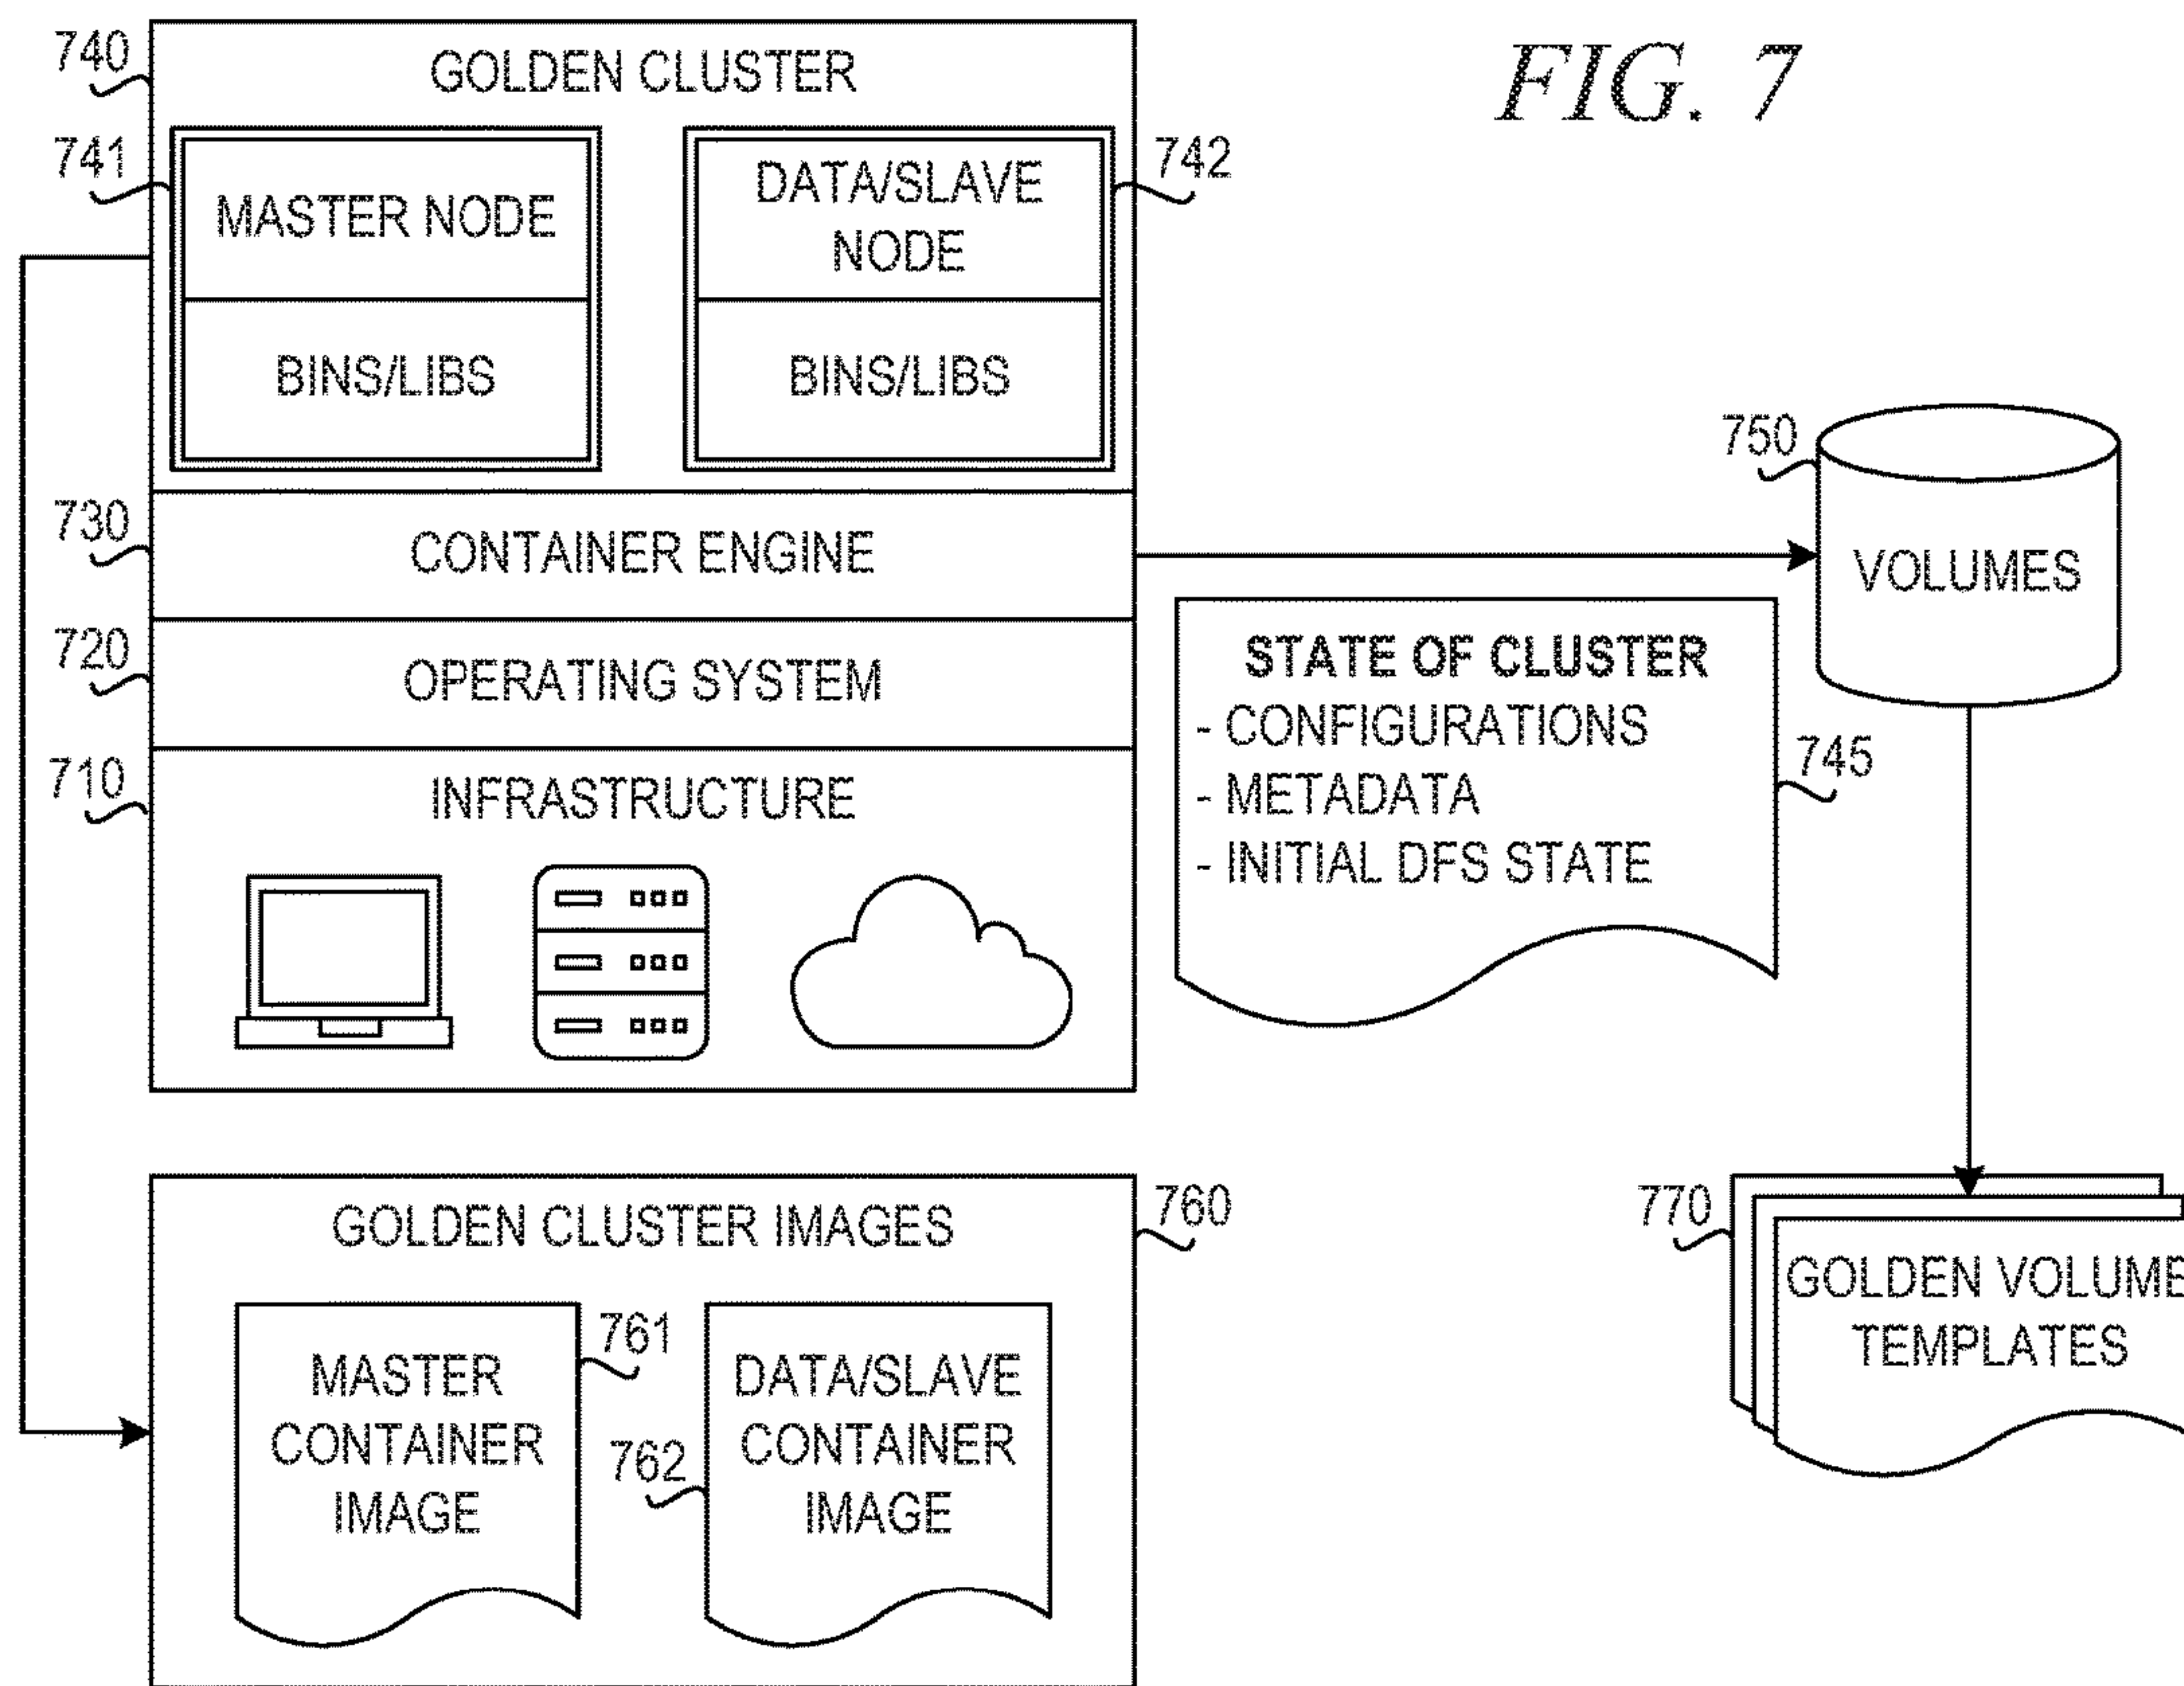 FIG. 7
740
GOLDEN CLUSTER
741
MASTER NODE
BINS/LIBS
742
DATA/SLAVE
NODE
BINS/LIBS
730
CONTAINER ENGINE
720
OPERATING SYSTEM
710
INFRASTRUCTURE
750
VOLUMES
STATE OF CLUSTER
- CONFIGURATIONS
- METADATA
- INITIAL DFS STATE
745
760
GOLDEN CLUSTER IMAGES
761
MASTER
CONTAINER
IMAGE
762
DATA/SLAVE
CONTAINER
IMAGE
770
GOLDEN VOLUME
TEMPLATES